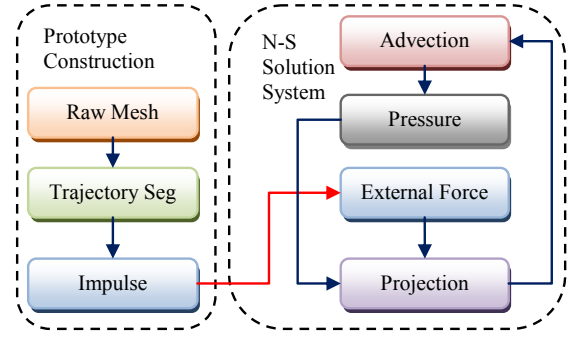 Prototype
Construction
Raw Mesh
Trajectory Seg
Impulse
N-S
Solution
System
Advection
Pressure
External Force
Projection